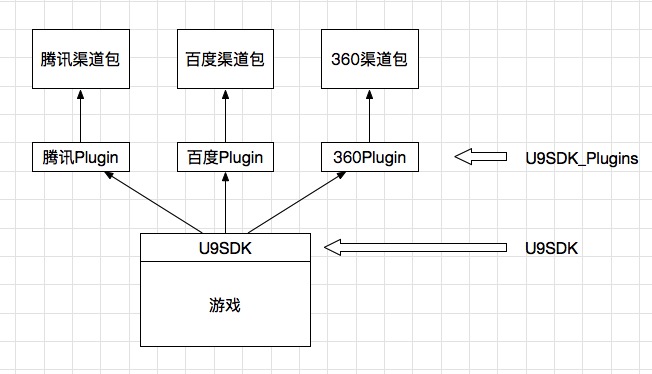 腾讯渠道包
百度渠道包
360渠道包
腾讯Plugin
百度Plugin
360Plugin
U9SDK_Plugins
U9SDK
U9SDK
游戏